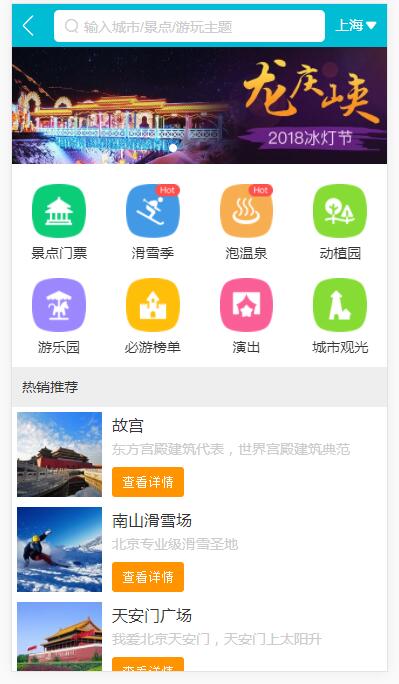 输入城市/景点/游玩主题
上海
龙庆峡
2018冰灯节
Hot
Hot
景点门票
滑雪季
泡温泉
动植园
游乐园
必游榜单
演出
城市观光
热销推荐
故宫
东方宫殿建筑代表，世界宫殿建筑典范
查看详情
南山滑雪场
北京专业级滑雪圣地
查看详情
天安门广场
我爱北京天安门，天安门上太阳升
查看详情